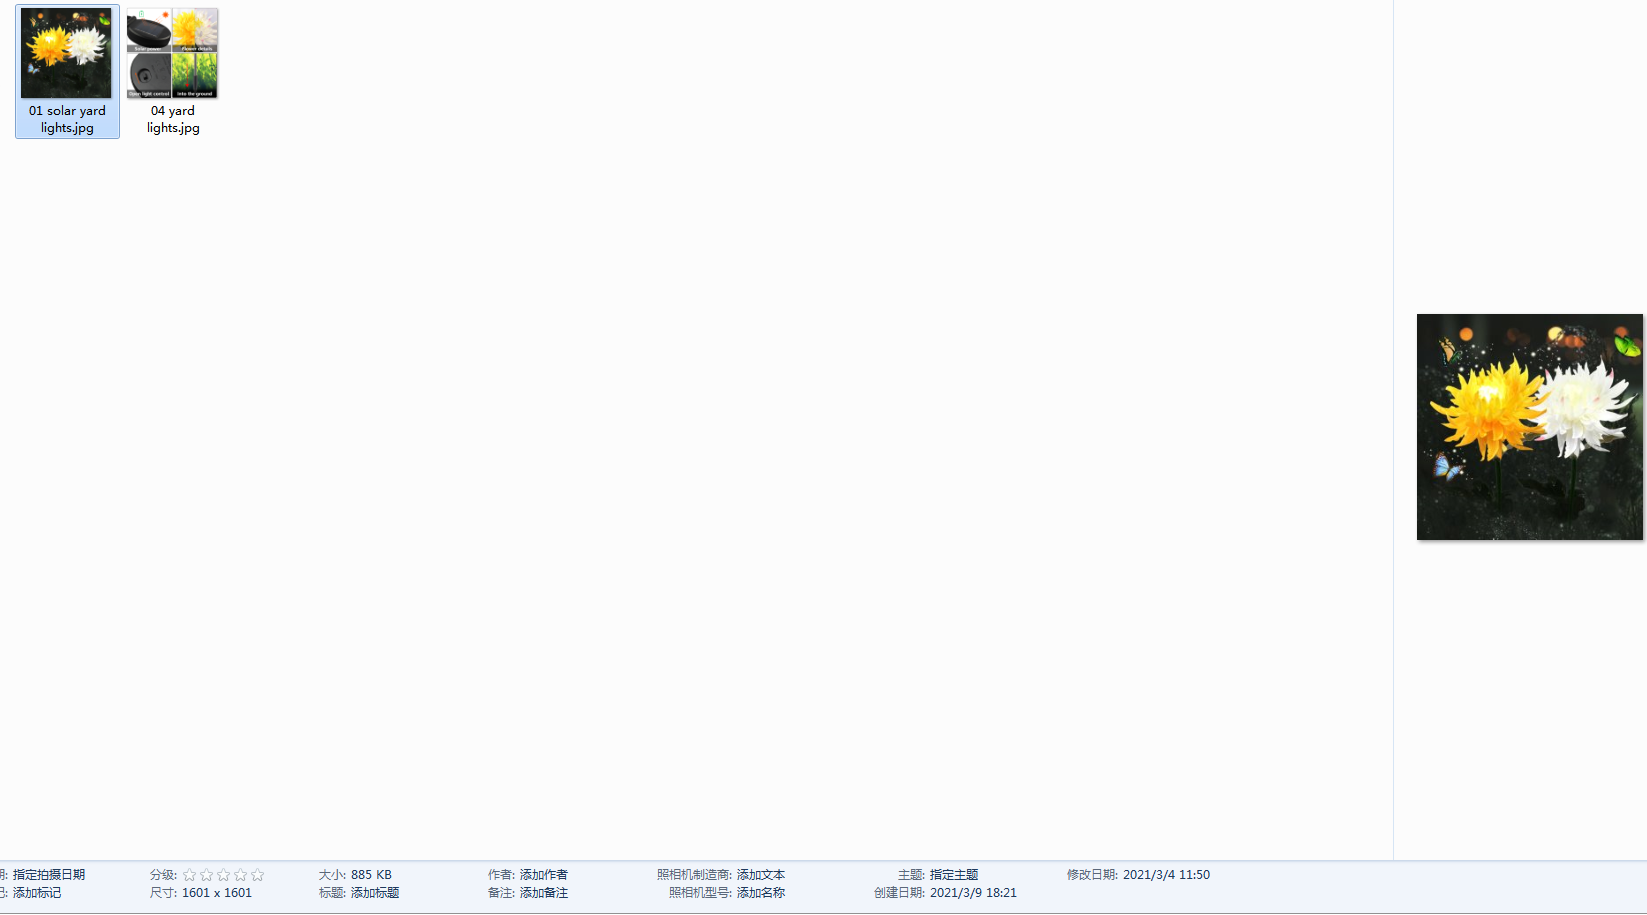 Solar power
Flower details
Open light control
Into the ground
01 solar yard
lights.jpg
04 yard
lights.jpg
期: 指定拍摄日期
分级:
大小: 885 KB
作者: 添加作者
照相机制造商: 添加文本
主题: 指定主题
修改日期: 2021/3/4 11:50
记: 添加标记
尺寸: 1601 x 1601
标题: 添加标题
备注: 添加备注
照相机型号: 添加名称
创建日期: 2021/3/9 18:21